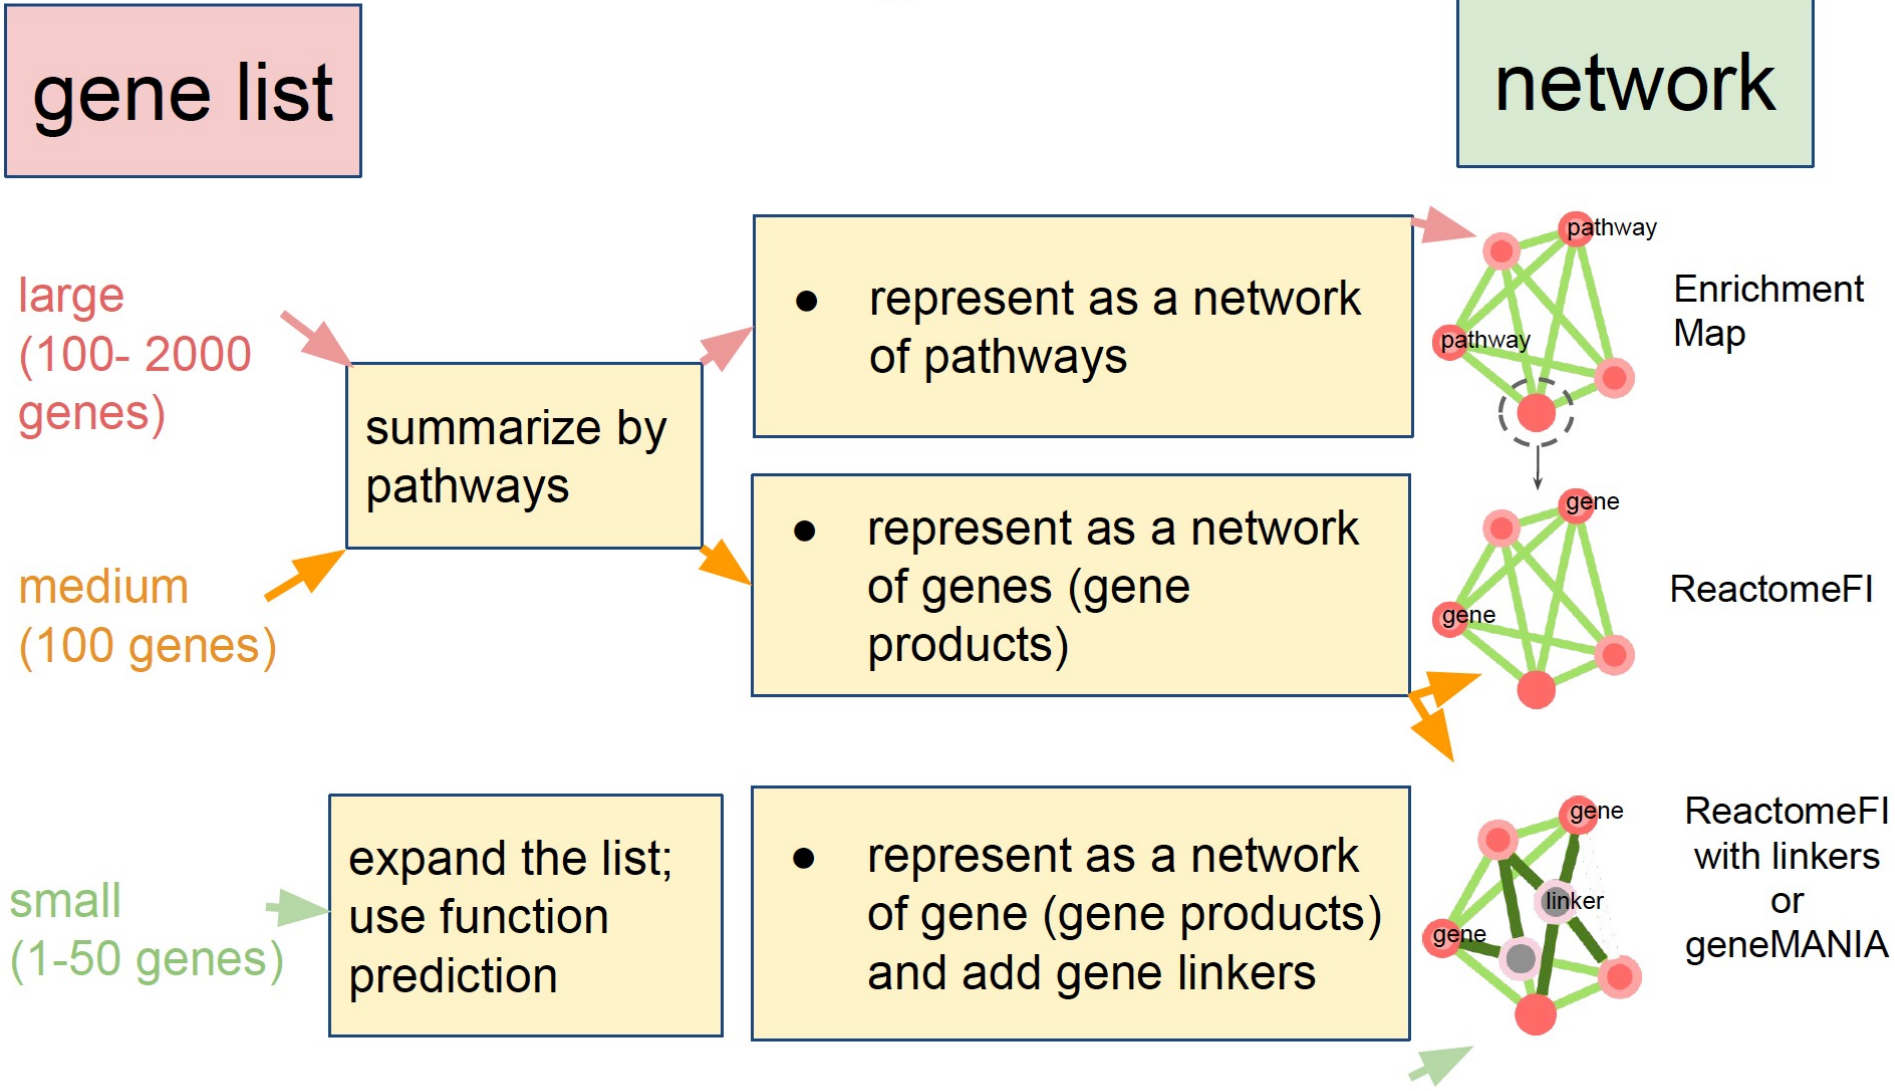 gene list
network
large
(100- 2000
genes)
medium
(100 genes)
small
(1-50 genes)
summarize by
pathways
expand the list;
use function
prediction
● represent as a network
of pathways
● represent as a network
of genes (gene
products)
● represent as a network
of gene (gene products)
and add gene linkers
pathway
pathway
Enrichment
Map
gene
gene
ReactomeFI
gene
linker
gene
ReactomeFI
with linkers
or
geneMANIA